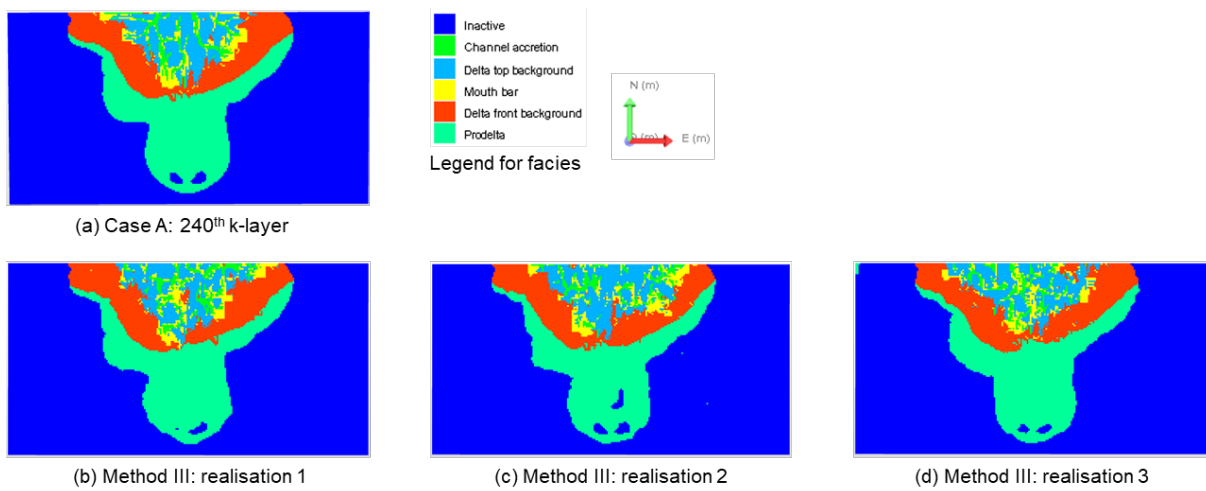 Inactive
Channel accretion
Delta top background
Mouth bar
Delta front background
Prodelta
Legend for facies
N (m)
(m)
E (m)
(a) Case A: 240th k-layer
(b) Method III: realisation 1
(c) Method III: realisation 2
(d) Method III: realisation 3